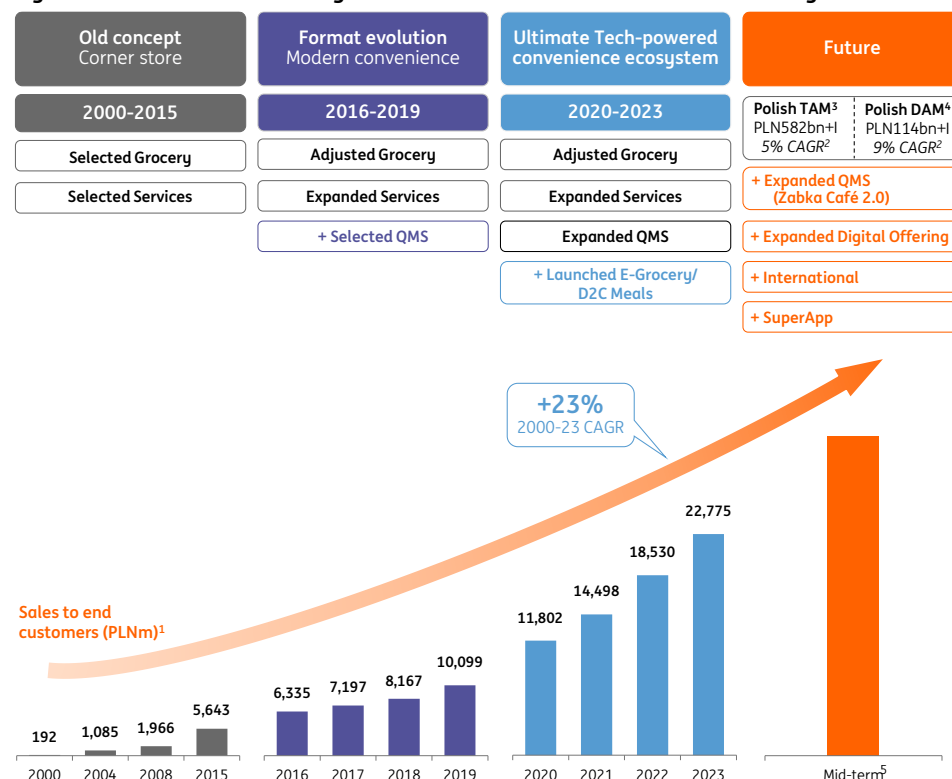 Old concept
Corner store
Format evolution
Modern convenience
Ultimate Tech-powered
convenience ecosystem
Future
2000-2015
2016-2019
2020-2023
Polish TAM³
PLN582bn+I
5% CAGR²
Polish DAM⁴
PLN114bn+I
9% CAGR²
Selected Grocery
Adjusted Grocery
Adjusted Grocery
+ Expanded QMS
(Zabka Café 2.0)
Selected Services
Expanded Services
Expanded Services
+ Selected QMS
Expanded QMS
+ Expanded Digital Offering
+ Launched E-Grocery/
D2C Meals
+ International
+ SuperApp
+23%
2000-23 CAGR
Sales to end
customers (PLNm)¹
192
1,085
1,966
5,643
6,335
7,197
8,167
10,099
11,802
14,498
18,530
22,775
2000
2004
2008
2015
2016
2017
2018
2019
2020
2021
2022
2023
Mid-term⁵